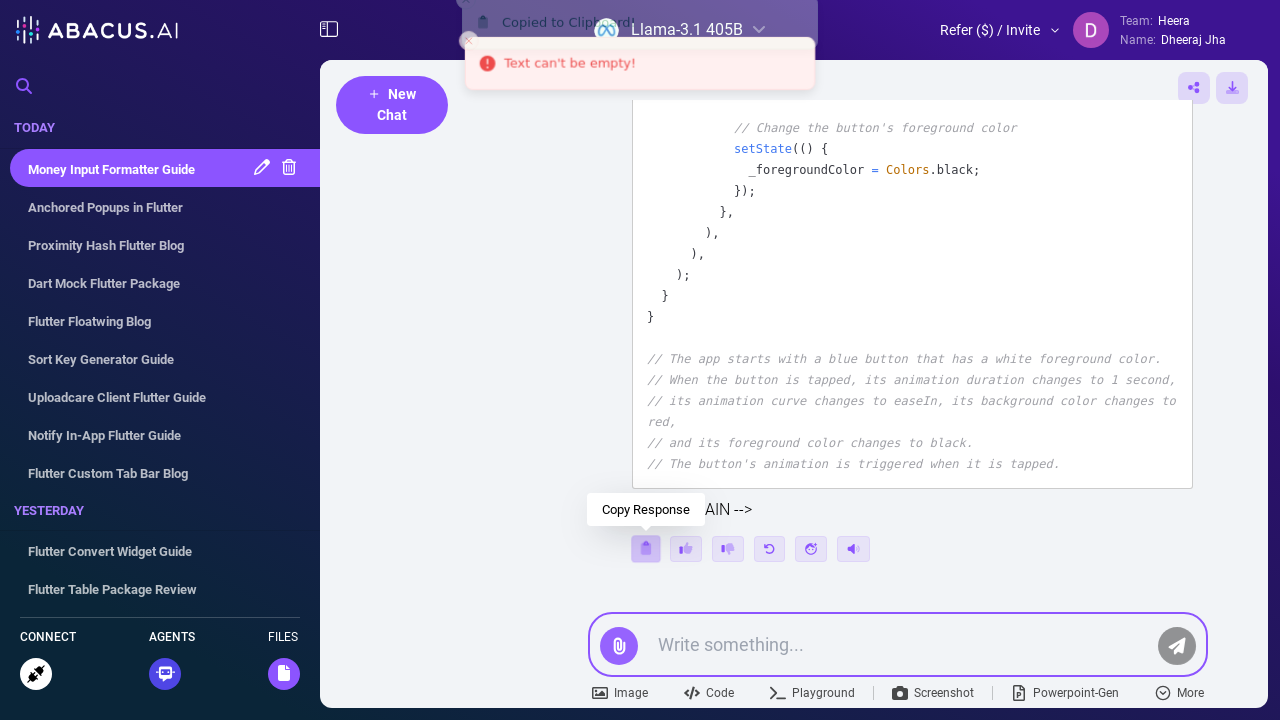 ABACUS.AI
Copied to Clipboard!
Llama-3.1 405B
Refer ($) / Invite
Team: Heera
Name: Dheeraj Jha
D
Text can't be empty!
TODAY
Money Input Formatter Guide
Anchored Popups in Flutter
Proximity Hash Flutter Blog
Dart Mock Flutter Package
Flutter Floatwing Blog
Sort Key Generator Guide
Uploadcare Client Flutter Guide
Notify In-App Flutter Guide
Flutter Custom Tab Bar Blog
YESTERDAY
Flutter Convert Widget Guide
Flutter Table Package Review
CONNECT
AGENTS
FILES
+ New
Chat
// Change the button's foreground color
setState(() {
_foregroundColor = Colors.black;
});
},
),
),
);
}
}
// The app starts with a blue button that has a white foreground color.
// When the button is tapped, its animation duration changes to 1 second,
// its animation curve changes to easeIn, its background color changes to
red,
// and its foreground color changes to black.
// The button's animation is triggered when it is tapped.
Copy Response
AIN -->
Write something...
Image
Code
Playground
Screenshot
Powerpoint-Gen
More